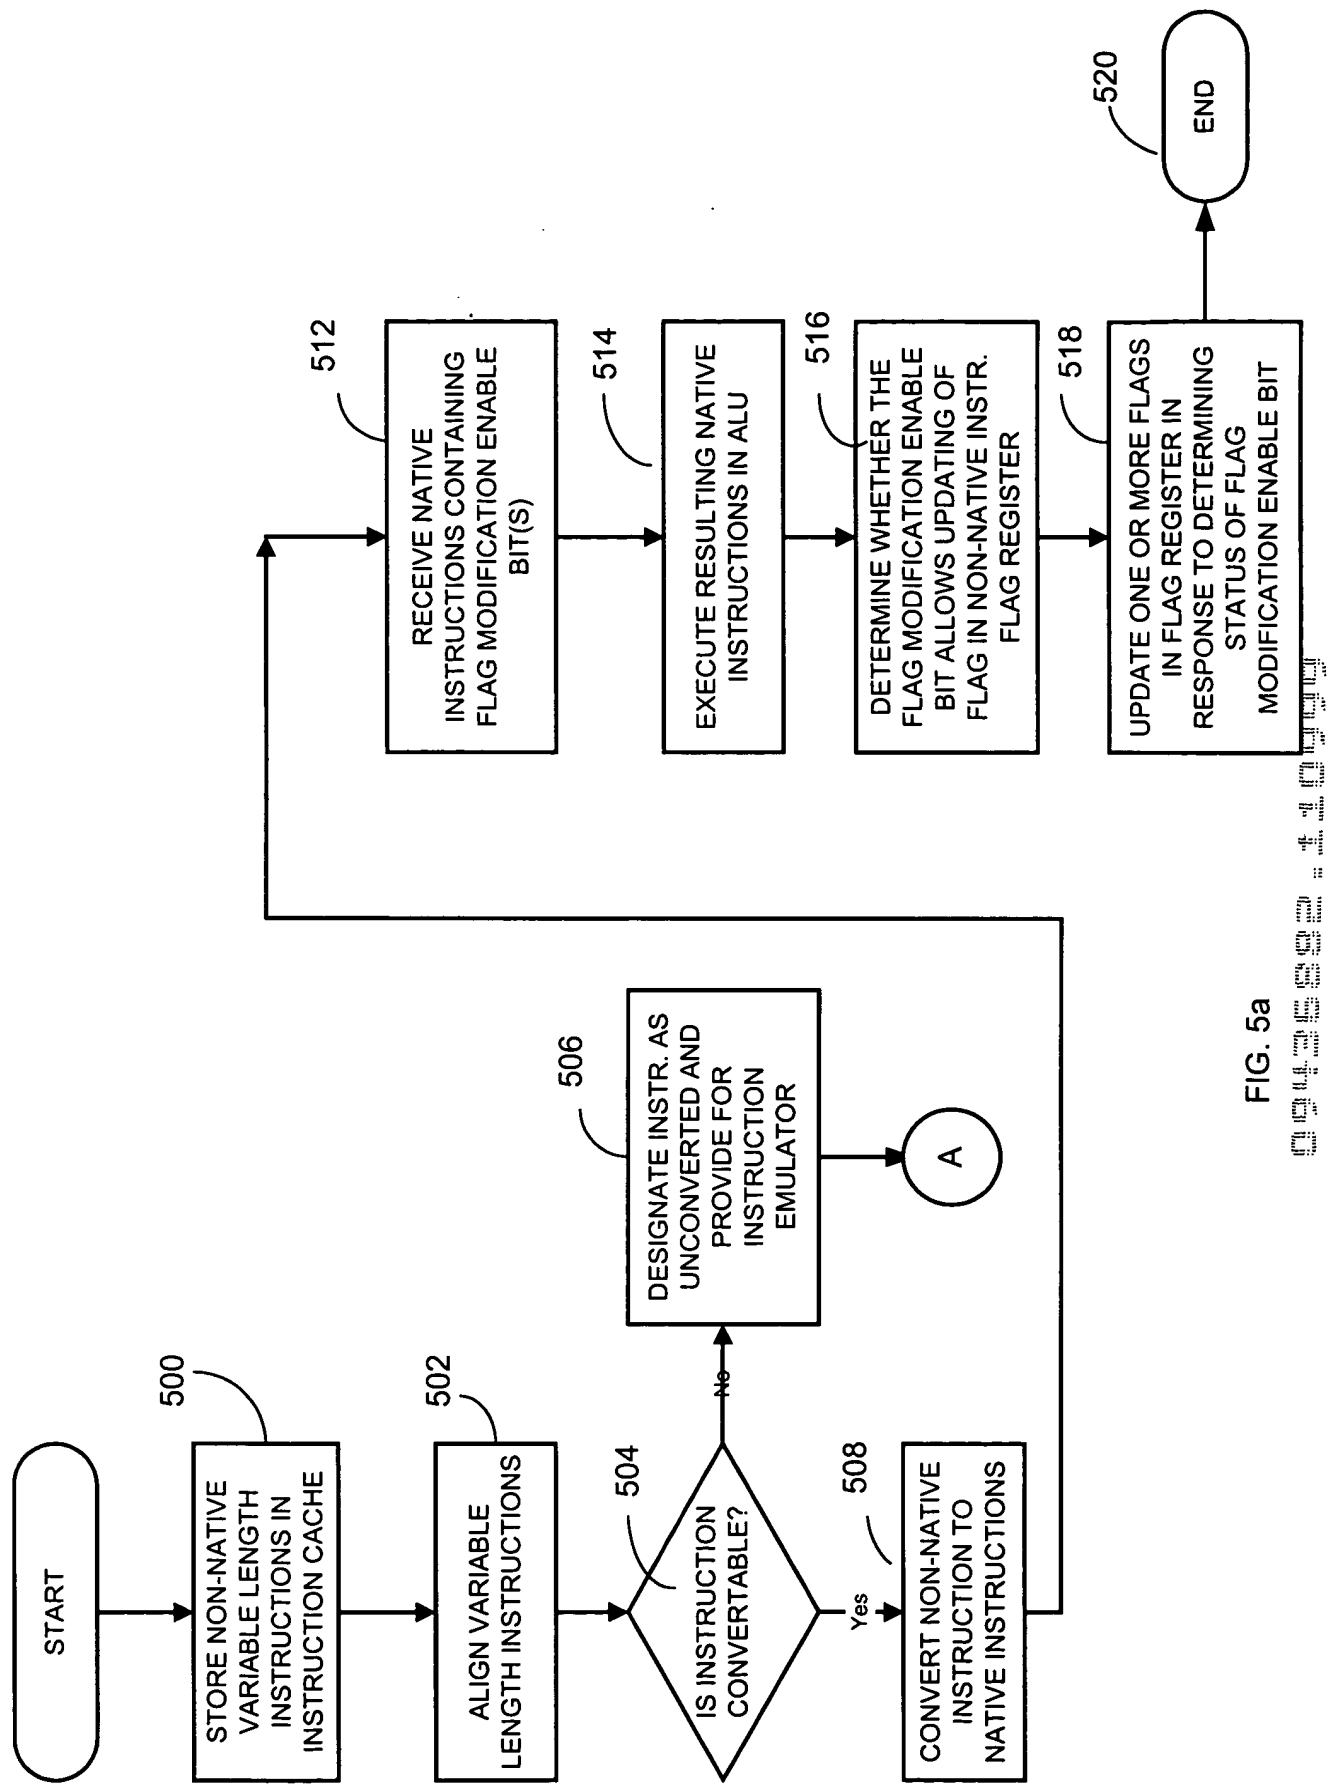 START
500
STORE NON-NATIVE
VARIABLE LENGTH
INSTRUCTIONS IN
INSTRUCTION CACHE
502
ALIGN VARIABLE
LENGTH INSTRUCTIONS
504
IS INSTRUCTION
CONVERTABLE?
No
506
DESIGNATE INSTR. AS
UNCONVERTED AND
PROVIDE FOR
INSTRUCTION
EMULATOR
A
Yes
508
CONVERT NON-NATIVE
INSTRUCTION TO
NATIVE INSTRUCTIONS
512
RECEIVE NATIVE
INSTRUCTIONS CONTAINING
FLAG MODIFICATION ENABLE
BIT(S)
514
EXECUTE RESULTING NATIVE
INSTRUCTIONS IN ALU
516
DETERMINE WHETHER THE
FLAG MODIFICATION ENABLE
BIT ALLOWS UPDATING OF
FLAG IN NON-NATIVE INSTR.
FLAG REGISTER
518
UPDATE ONE OR MORE FLAGS
IN FLAG REGISTER IN
RESPONSE TO DETERMINING
STATUS OF FLAG
MODIFICATION ENABLE BIT
520
END
FIG. 5a